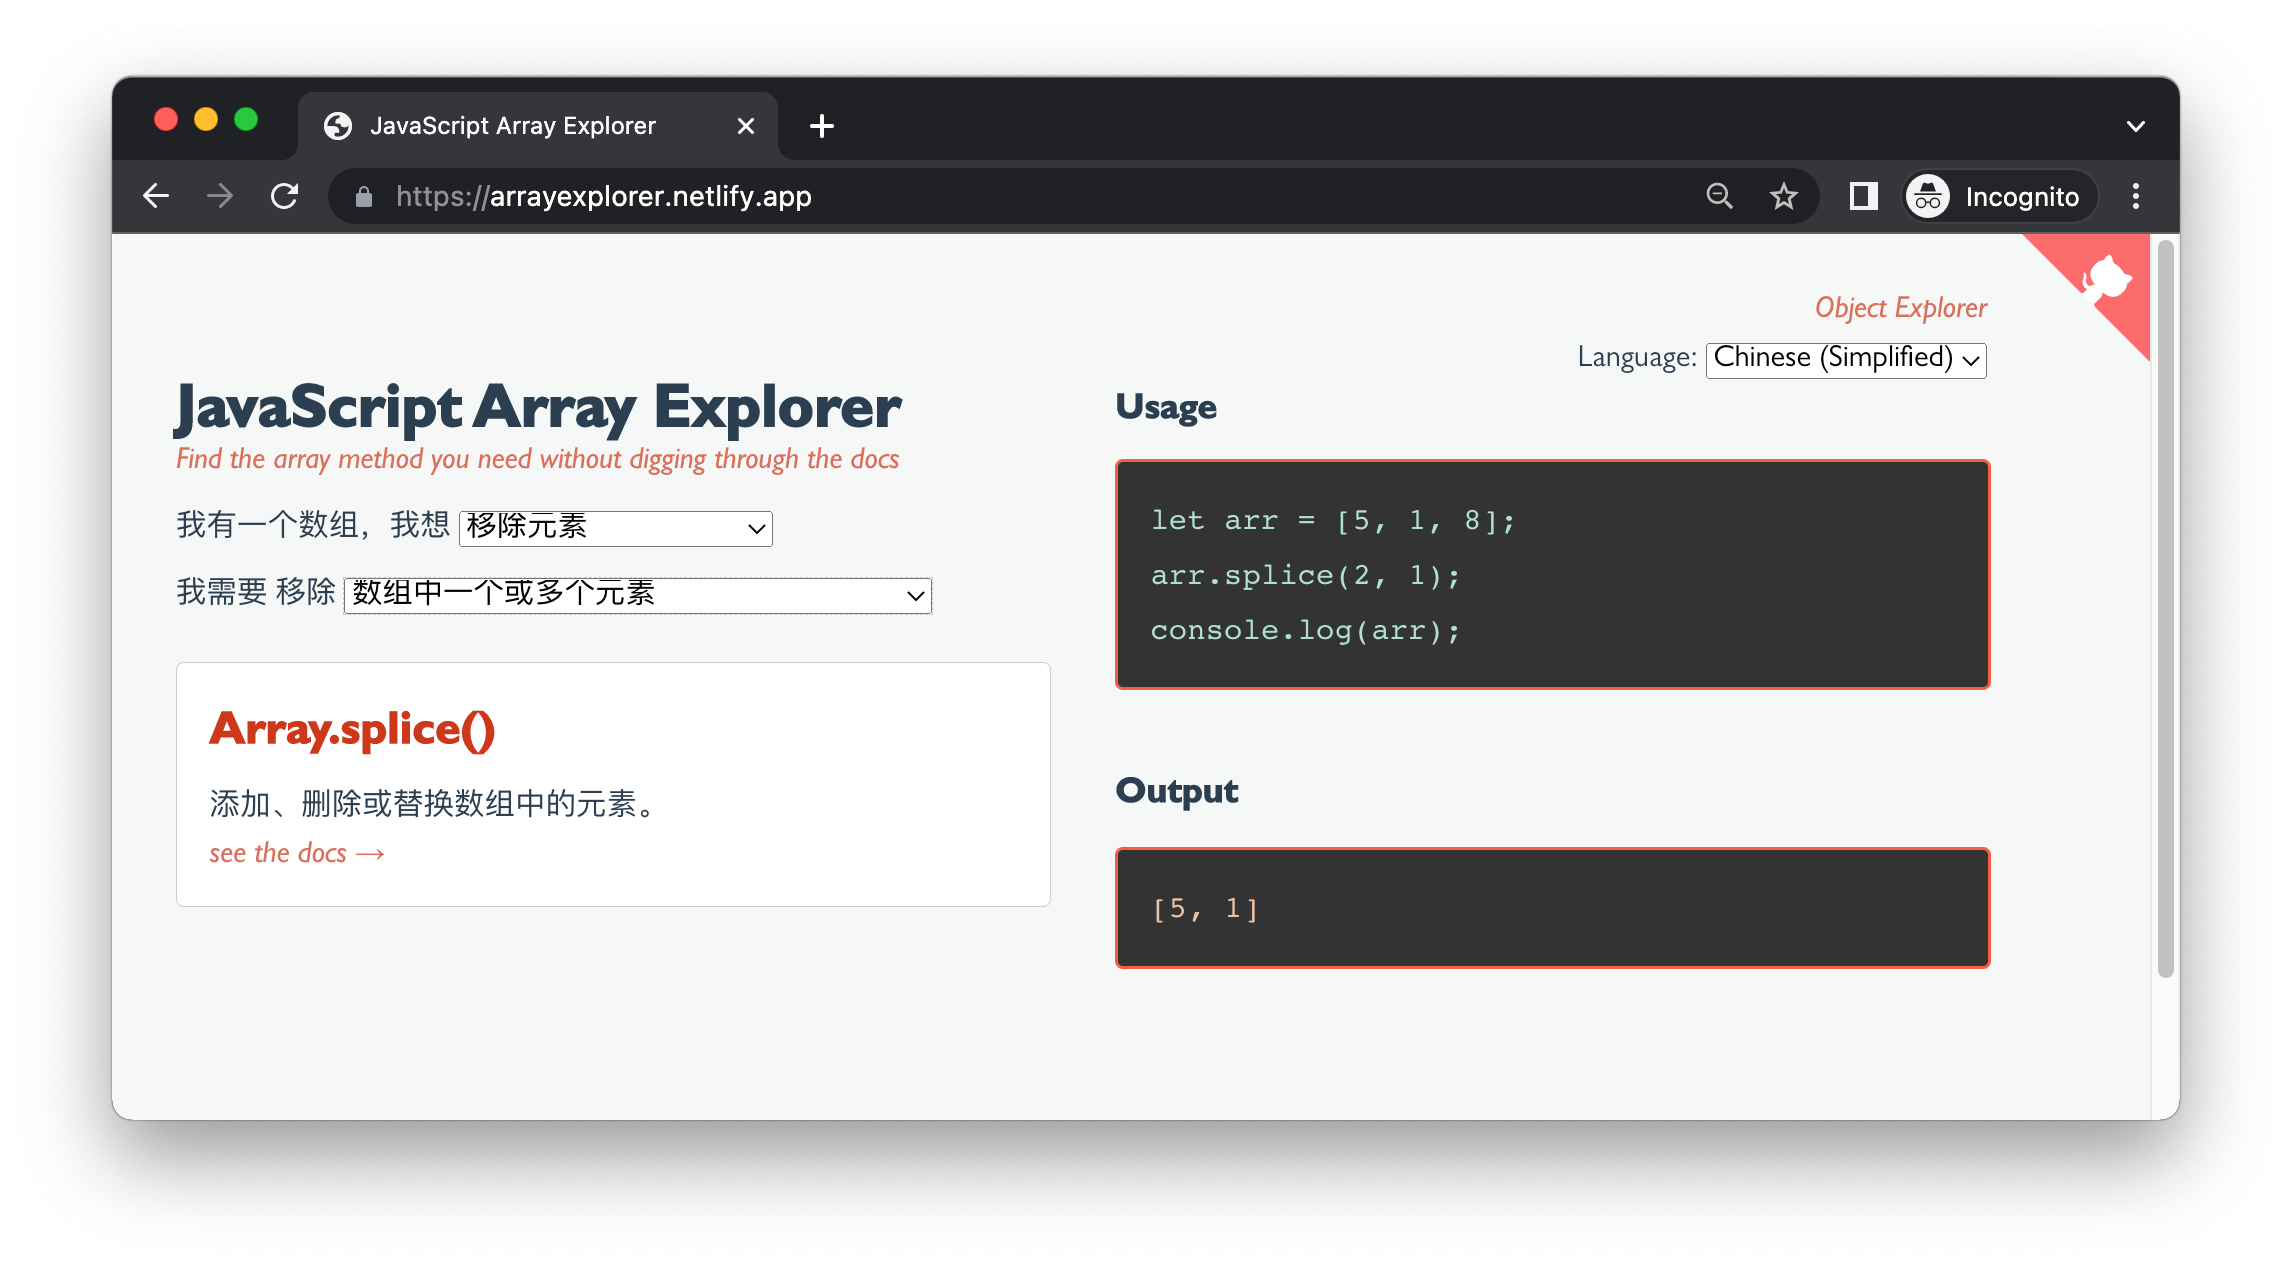 JavaScript Array Explorer
https://arrayexplorer.netlify.app
Incognito
Object Explorer
Language: Chinese (Simplified)
JavaScript Array Explorer
Find the array method you need without digging through the docs
我有一个数组，我想 移除元素
我需要 移除 数组中一个或多个元素
Array.splice()
添加、删除或替换数组中的元素。
see the docs →
Usage
let arr = [5, 1, 8];
arr.splice(2, 1);
console.log(arr);
Output
[5, 1]